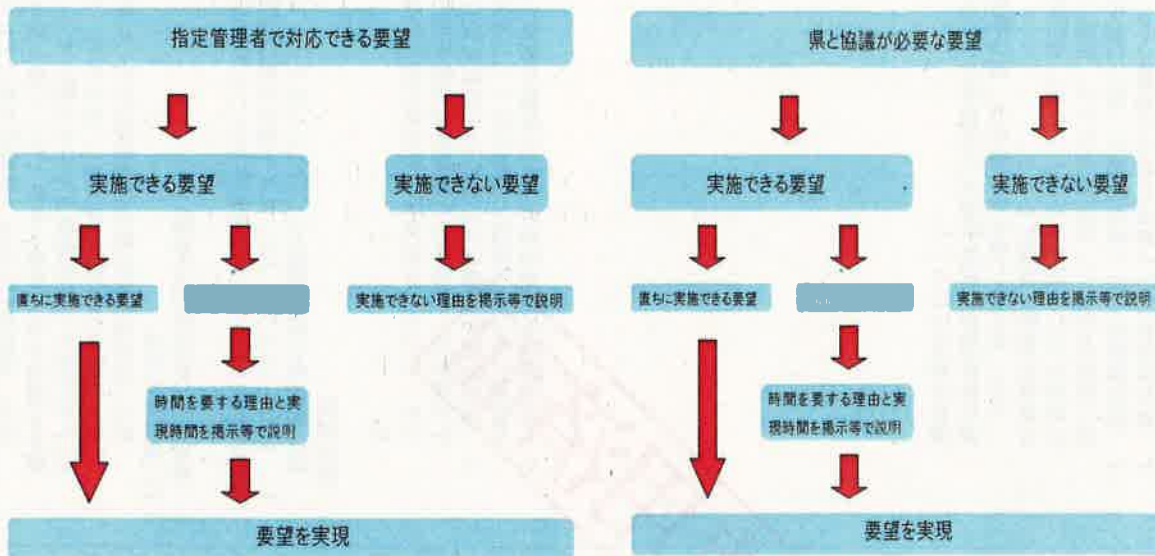 指定管理者で対応できる要望
実施できる要望
実施できない要望
直ちに実施できる要望
実施できない理由を掲示等で説明
時間を要する理由と実
現時間を掲示等で説明
要望を実現
県と協議が必要な要望
実施できる要望
実施できない要望
直ちに実施できる要望
実施できない理由を掲示等で説明
時間を要する理由と実
現時間を掲示等で説明
要望を実現